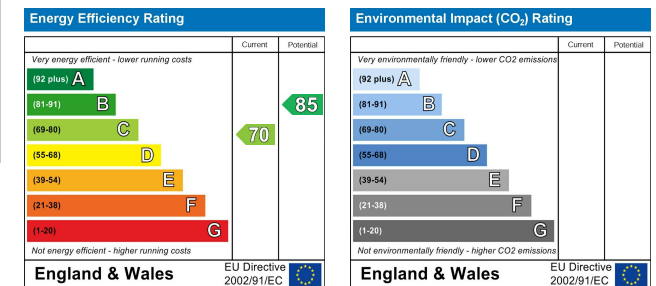 Energy Efficiency Rating
Current Potential
Very energy efficient - lower running costs
(92 plus) A
(81-91) B
85
(69-80) C
70
(55-68) D
(39-54) E
(21-38) F
(1-20) G
Not energy efficient - higher running costs
England & Wales
EU Directive
2002/91/EC
Environmental Impact (CO₂) Rating
Current Potential
Very environmentally friendly - lower CO2 emissions
(92 plus) A
(81-91) B
(69-80) C
(55-68) D
(39-54) E
(21-38) F
(1-20) G
Not environmentally friendly - higher CO2 emissions
England & Wales
EU Directive
2002/91/EC